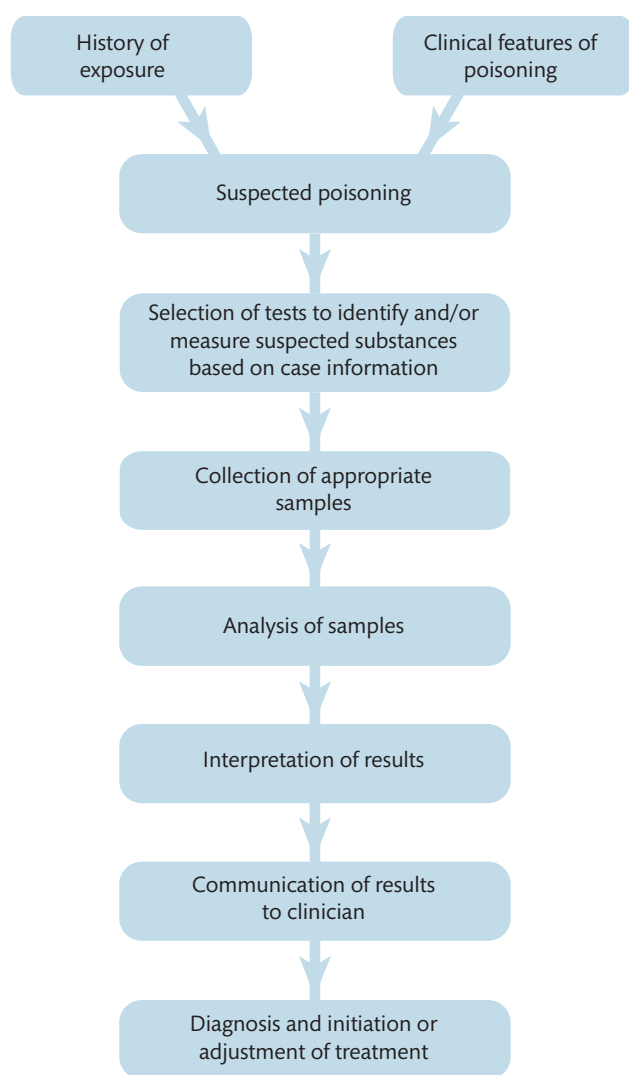 History of
exposure
Clinical features of
poisoning
Suspected poisoning
Selection of tests to identify and/or
measure suspected substances
based on case information
Collection of appropriate
samples
Analysis of samples
Interpretation of results
Communication of results
to clinician
Diagnosis and initiation or
adjustment of treatment